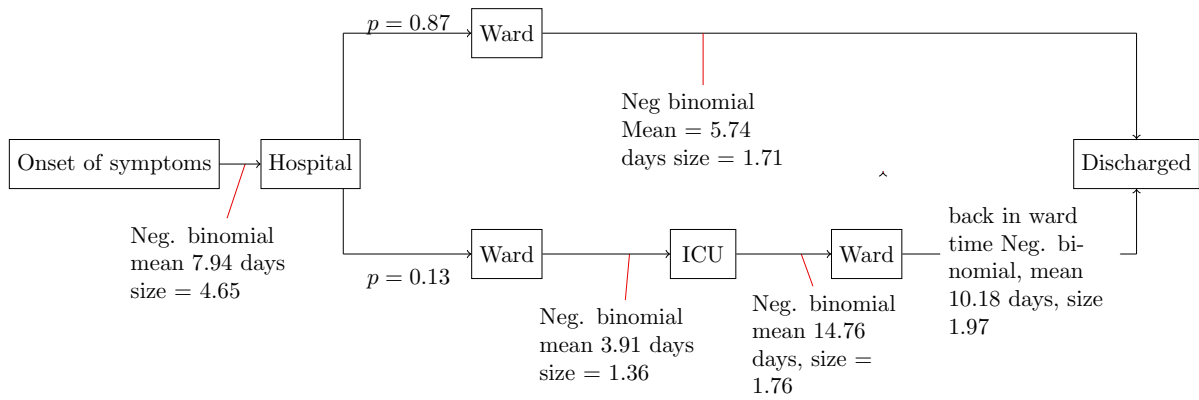 p = 0.87
Ward
Neg binomial
Mean = 5.74
days size = 1.71
Onset of symptoms
Hospital
Discharged
Neg. binomial
mean 7.94 days
size = 4.65
p = 0.13
Ward
ICU
Ward
back in ward
time Neg. bi-
nomial, mean
10.18 days, size
1.97
Neg. binomial
mean 3.91 days
size = 1.36
Neg. binomial
mean 14.76
days, size =
1.76